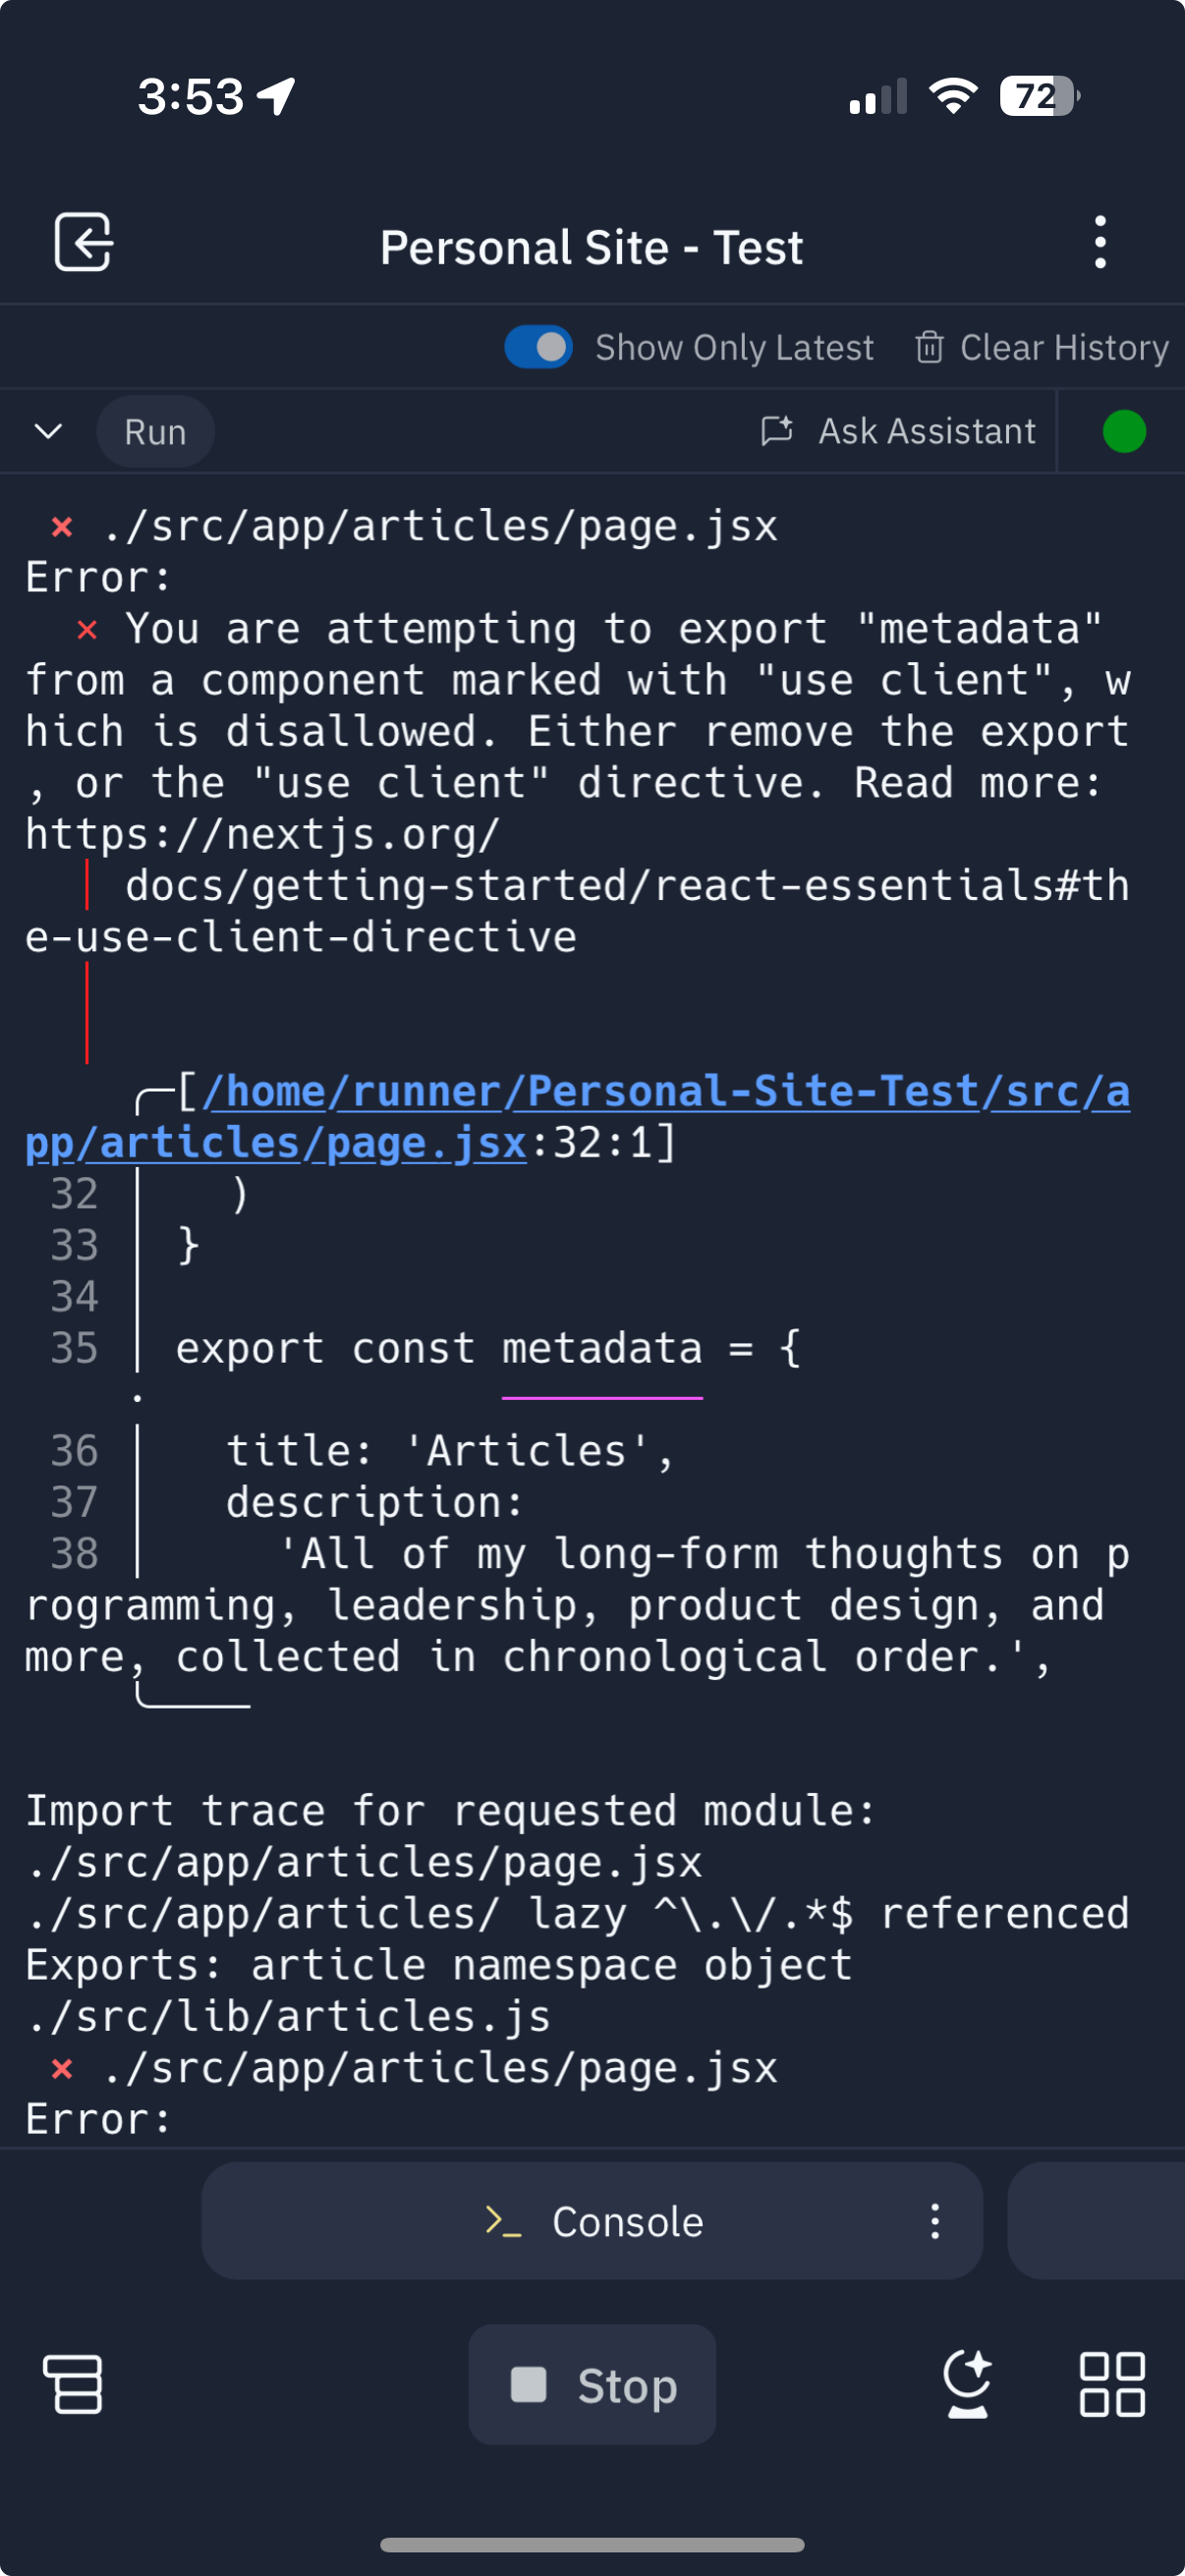 3:53
72
Personal Site - Test
Show Only Latest Clear History
Run Ask Assistant
× ./src/app/articles/page.jsx
Error:
× You are attempting to export "metadata"
from a component marked with "use client", w
hich is disallowed. Either remove the export
, or the "use client" directive. Read more:
https://nextjs.org/
│ docs/getting-started/react-essentials#th
e-use-client-directive
│
╭─[/home/runner/Personal-Site-Test/src/a
pp/articles/page.jsx:32:1]
32 │ )
33 │ }
34 │
35 │ export const metadata = {
·
36 │ title: 'Articles',
37 │ description:
38 │ 'All of my long-form thoughts on p
rogramming, leadership, product design, and
more, collected in chronological order.',
╰────
Import trace for requested module:
./src/app/articles/page.jsx
./src/app/articles/ lazy ^\.\/.*$ referenced
Exports: article namespace object
./src/lib/articles.js
× ./src/app/articles/page.jsx
Error:
>_ Console
Stop